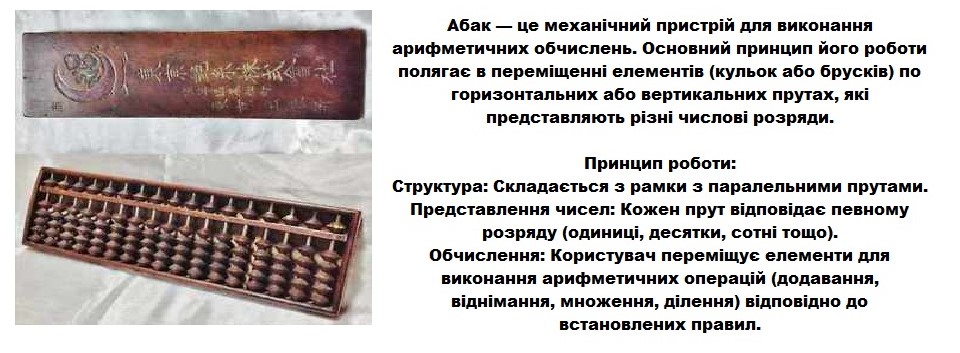 Абак — це механічний пристрій для виконання
арифметичних обчислень. Основний принцип його роботи
полягає в переміщенні елементів (кульок або брусків) по
горизонтальних або вертикальних прутах, які
представляють різні числові розряди.
Принцип роботи:
Структура: Складається з рамки з паралельними прутами.
Представлення чисел: Кожен прут відповідає певному
розряду (одиниці, десятки, сотні тощо).
Обчислення: Користувач переміщує елементи для
виконання арифметичних операцій (додавання,
віднімання, множення, ділення) відповідно до
встановлених правил.